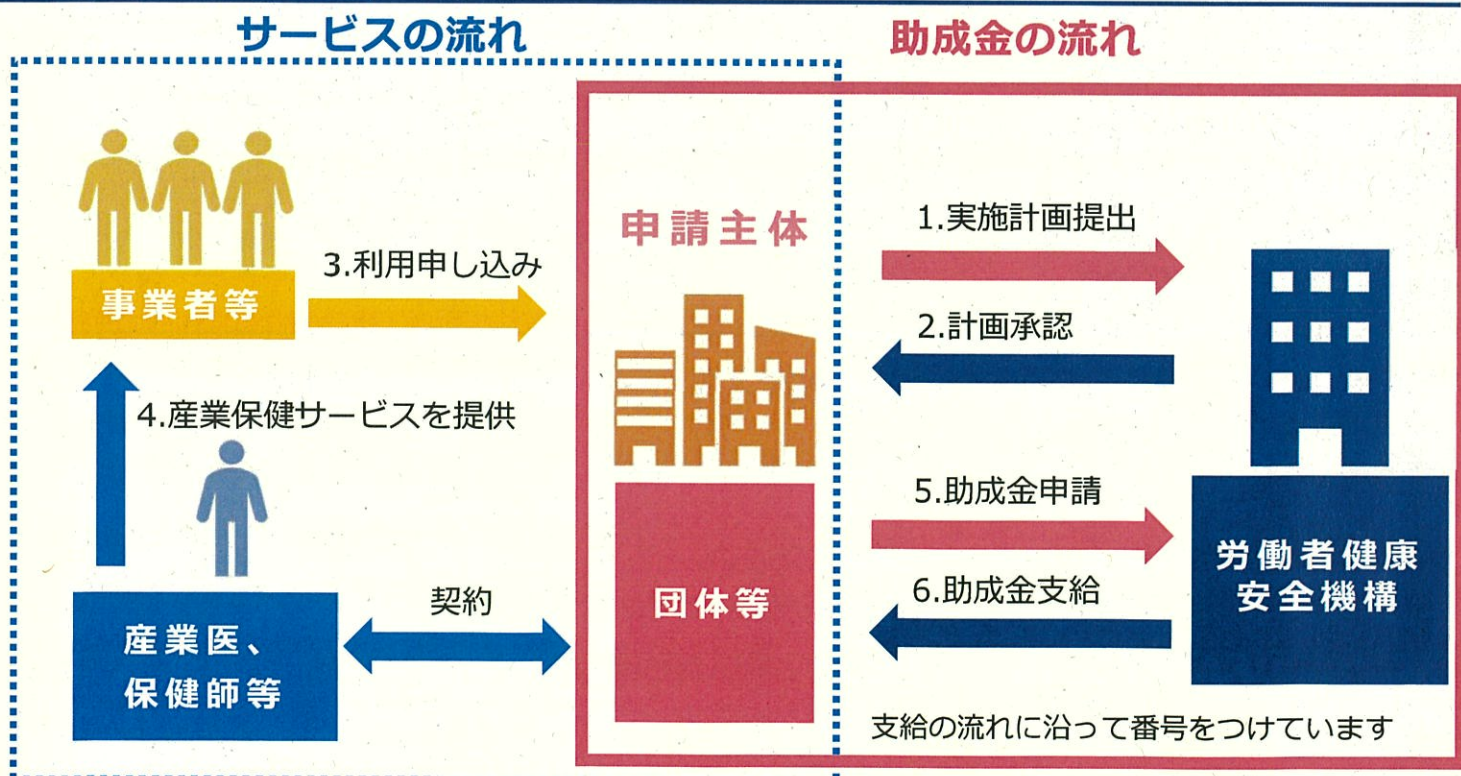 サービスの流れ
助成金の流れ
申請主体
1.実施計画提出
3.利用申し込み
事業者等
2.計画承認
4.産業保健サービスを提供
5.助成金申請
労働者健康
安全機構
契約
団体等
6.助成金支給
産業医、
保健師等
支給の流れに沿って番号をつけています